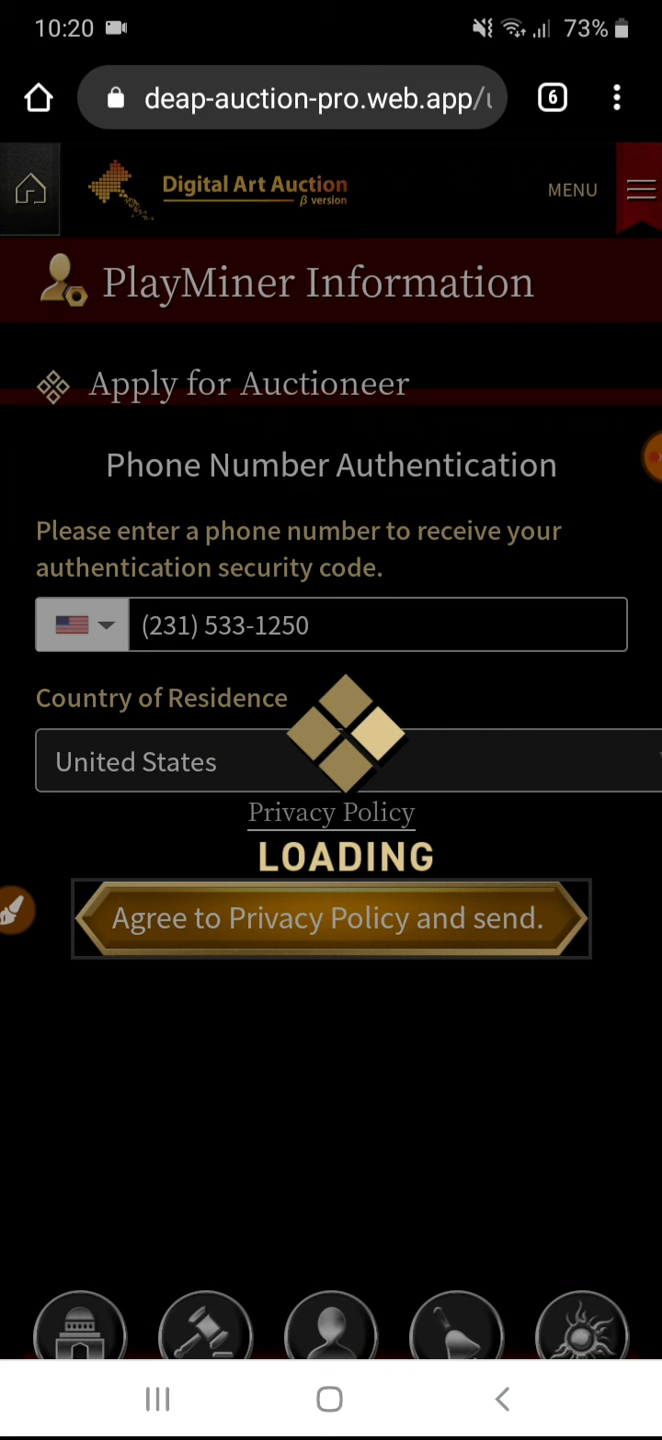 10:20
73%
deap-auction-pro.web.app/
6
Digital Art Auction
β version
MENU
PlayMiner Information
Apply for Auctioneer
Phone Number Authentication
Please enter a phone number to receive your
authentication security code.
(231) 533-1250
Country of Residence
United States
Privacy Policy
LOADING
Agree to Privacy Policy and send.